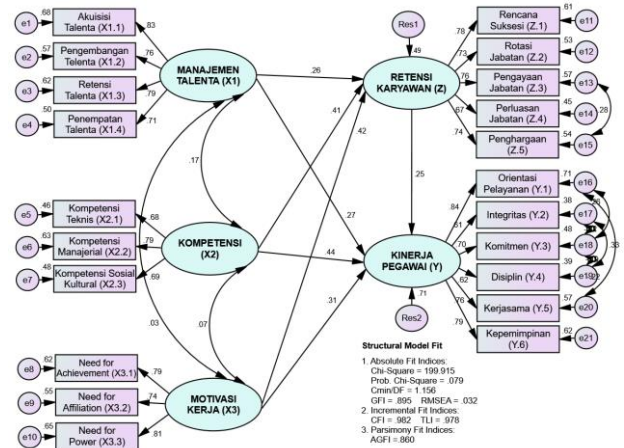 .68
e1
Akuisisi
Talenta (X1.1)
.83
.57
e2
Pengembangan
Talenta (X1.2)
.76
.62
e3
Retensi
Talenta (X1.3)
.79
.50
e4
Penempatan
Talenta (X1.4)
.71
MANAJEMEN
TALENTA (X1)
.46
e5
Kompetensi
Teknis (X2.1)
.68
.63
e6
Kompetensi
Manajerial (X2.2)
.79
.48
e7
Kompetensi Sosial
Kultural (X2.3)
.69
KOMPETENSI
(X2)
.62
e8
Need for
Achievement (X3.1)
.79
.55
e9
Need for
Affiliation (X3.2)
.74
.65
e10
Need for
Power (X3.3)
.81
MOTIVASI
KERJA (X3)
.17
.03
.07
.26
.41
.42
.27
.44
.31
.25
Res1
.49
RETENSI
KARYAWAN (Z)
.78
Rencana
Suksesi (Z.1)
.61
e11
.73
Rotasi
Jabatan (Z.2)
.53
e12
.76
Pengayaan
Jabatan (Z.3)
.57
e13
.67
Perluasan
Jabatan (Z.4)
.45
e14
.74
Penghargaan
(Z.5)
.54
e15
.28
KINERJA
PEGAWAI (Y)
.71
Res2
.84
Orientasi
Pelayanan (Y.1)
.71
e16
.61
Integritas (Y.2)
.38
e17
.70
Komitmen (Y.3)
.48
e18
.62
Disiplin (Y.4)
.39
e19
.76
Kerjasama (Y.5)
.57
e20
.79
Kepemimpinan
(Y.6)
.62
e21
.33
Structural Model Fit
1. Absolute Fit Indices:
Chi-Square = 199.915
Prob. Chi-Square = .079
Cmin/DF = 1.156
GFI = .895 RMSEA = .032
2. Incremental Fit Indices:
CFI = .982 TLI = .978
3. Parsimony Fit Indices:
AGFI =.860